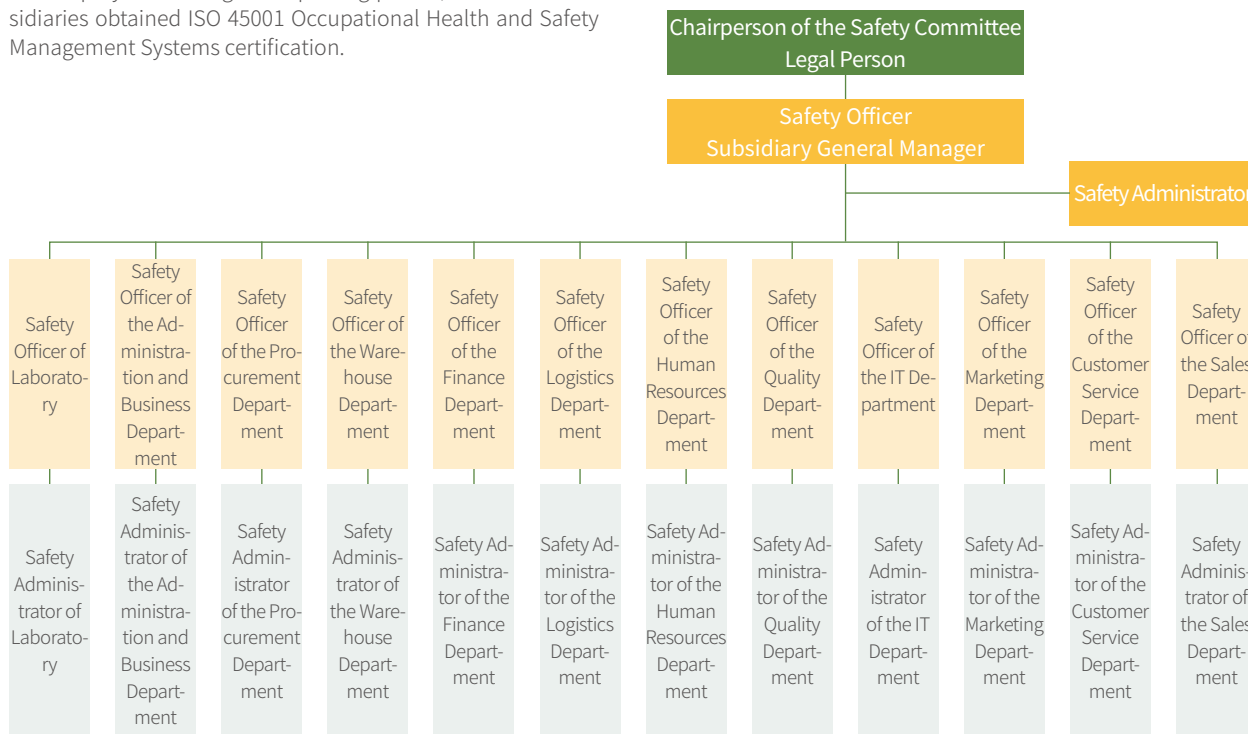 sidiaries obtained ISO 45001 Occupational Health and Safety
Management Systems certification.
Chairperson of the Safety Committee
Legal Person
Safety Officer
Subsidiary General Manager
Safety Administrator
Safety
Officer of
Laborato-
ry
Safety
Officer of
the Ad-
ministra-
tion and
Business
Depart-
ment
Safety
Officer
of the Pro-
curement
Depart-
ment
Safety
Officer of
the Ware-
house
Depart-
ment
Safety
Officer
of the
Finance
Depart-
ment
Safety
Officer
of the
Logistics
Depart-
ment
Safety
Officer
of the
Human
Resources
Depart-
ment
Safety
Officer
of the
Quality
Depart-
ment
Safety
Officer of
the IT De-
partment
Safety
Officer
of the
Marketing
Depart-
ment
Safety
Officer
of the
Customer
Service
Depart-
ment
Safety
Officer of
the Sales
Depart-
ment
Safety
Adminis-
trator of
Laborato-
ry
Safety
Adminis-
trator of
the Ad-
ministra-
tion and
Business
Depart-
ment
Safety
Admin-
istrator
of the Pro-
curement
Depart-
ment
Safety
Adminis-
trator of
the Ware-
house
Depart-
ment
Safety Ad-
ministra-
tor of the
Finance
Depart-
ment
Safety Ad-
ministra-
tor of the
Logistics
Depart-
ment
Safety Ad-
ministra-
tor of the
Human
Resources
Depart-
ment
Safety Ad-
ministra-
tor of the
Quality
Depart-
ment
Safety
Admin-
istrator
of the IT
Depart-
ment
Safety Ad-
ministra-
tor of the
Marketing
Depart-
ment
Safety Ad-
ministra-
tor of the
Customer
Service
Depart-
ment
Safety
Adminis-
trator of
the Sales
Depart-
ment